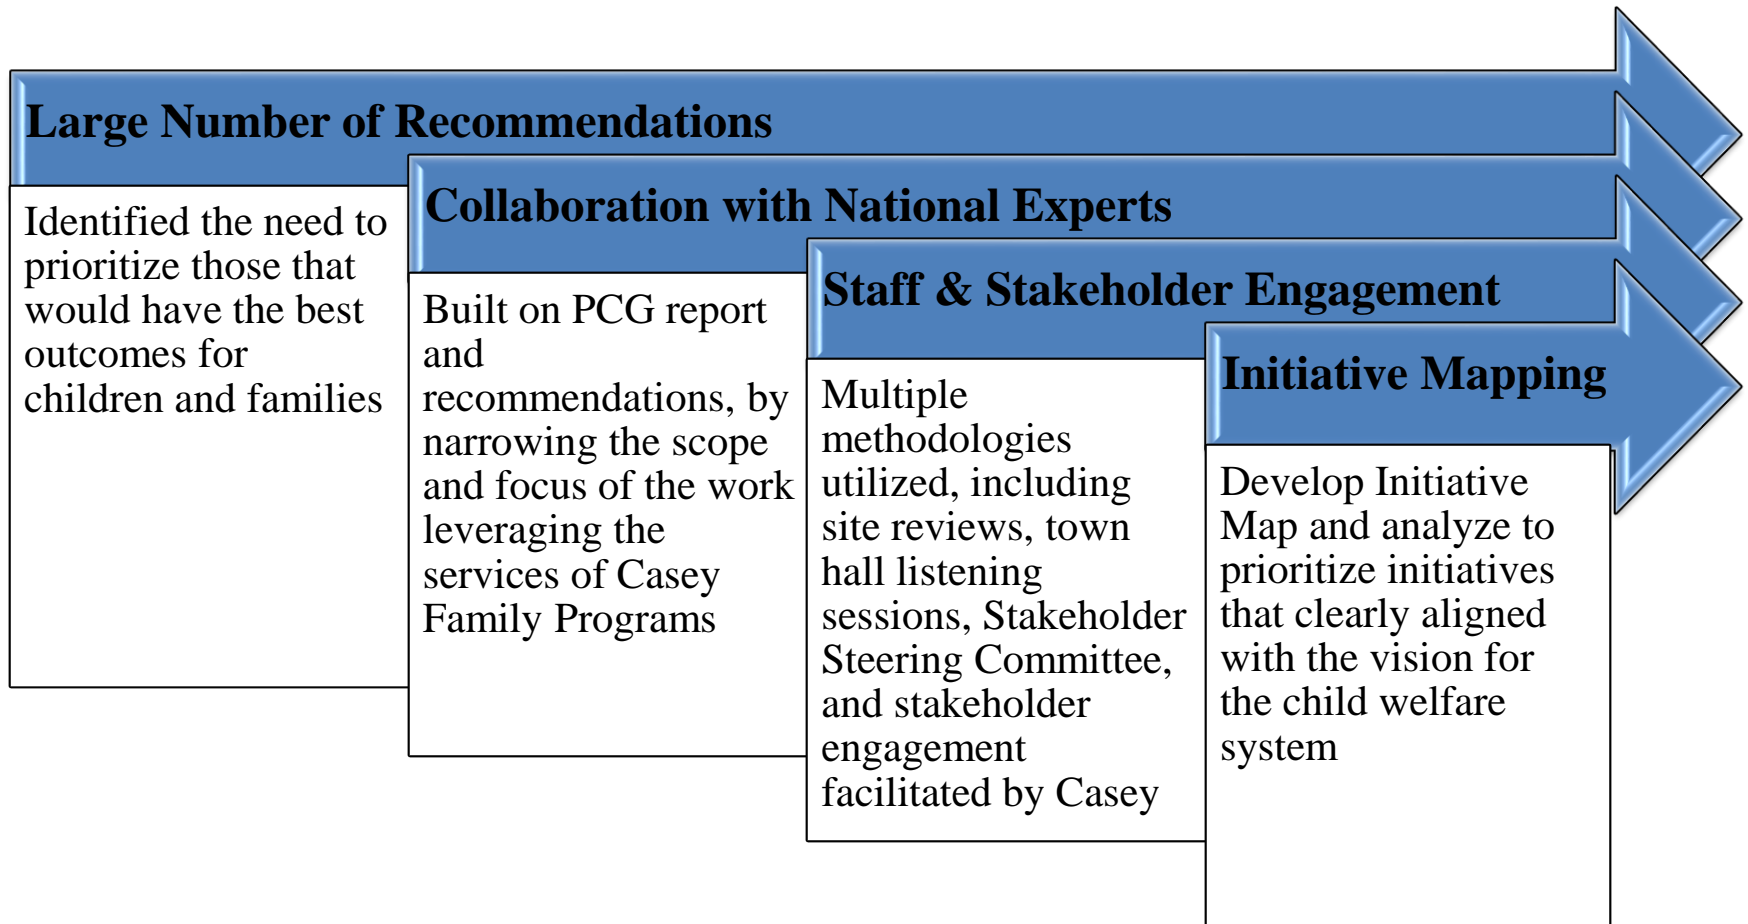 Large Number of Recommendations
Identified the need to
prioritize those that
would have the best
outcomes for
children and families
Collaboration with National Experts
Built on PCG report
and
recommendations, by
narrowing the scope
and focus of the work
leveraging the
services of Casey
Family Programs
Staff & Stakeholder Engagement
Multiple
methodologies
utilized, including
site reviews, town
hall listening
sessions, Stakeholder
Steering Committee,
and stakeholder
engagement
facilitated by Casey
Initiative Mapping
Develop Initiative
Map and analyze to
prioritize initiatives
that clearly aligned
with the vision for
the child welfare
system